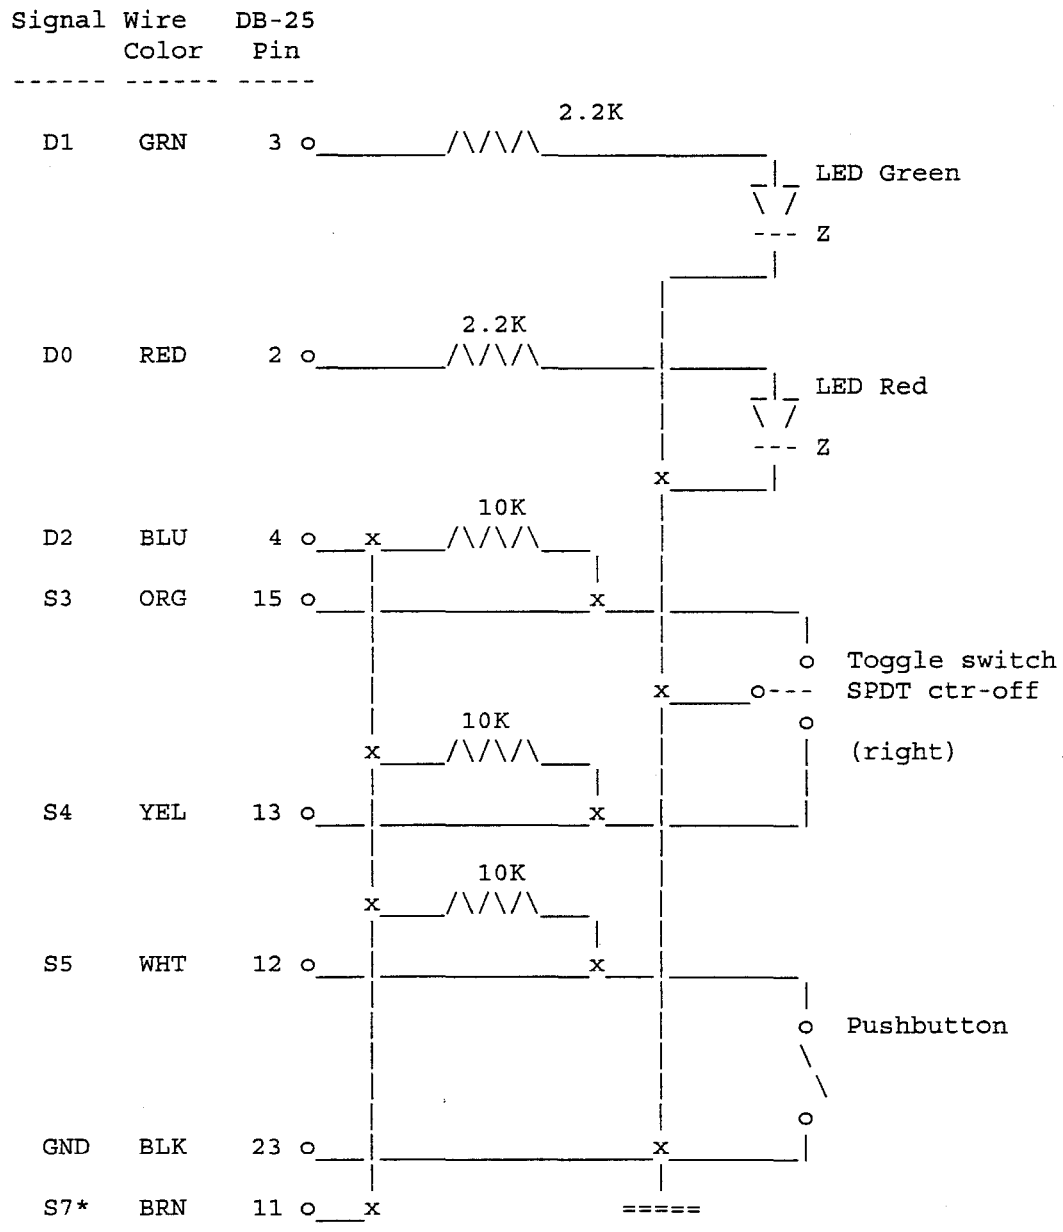 Signal Wire DB-25
Color Pin
------ ------ -----
2.2K
D1 GRN 3
LED Green
Z
2.2K
D0 RED 2
LED Red
Z
10K
D2 BLU 4 x
S3 ORG 15 x
Toggle switch
x SPDT ctr-off
10K
x (right)
S4 YEL 13 x
10K
x
S5 WHT 12 x
Pushbutton
GND BLK 23 x
S7* BRN 11 x =====